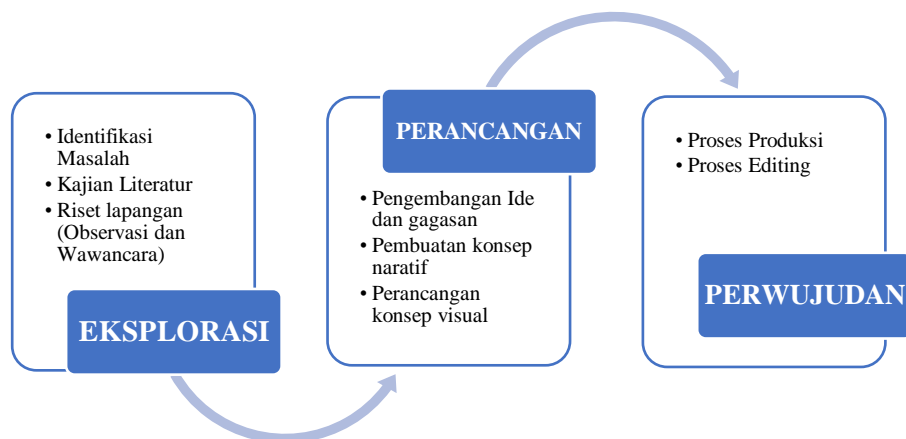 • Identifikasi
Masalah
• Kajian Literatur
• Riset lapangan
(Observasi dan
Wawancara)
EKSPLORASI
PERANCANGAN
• Pengembangan Ide
dan gagasan
• Pembuatan konsep
naratif
• Perancangan
konsep visual
• Proses Produksi
• Proses Editing
PERWUJUDAN